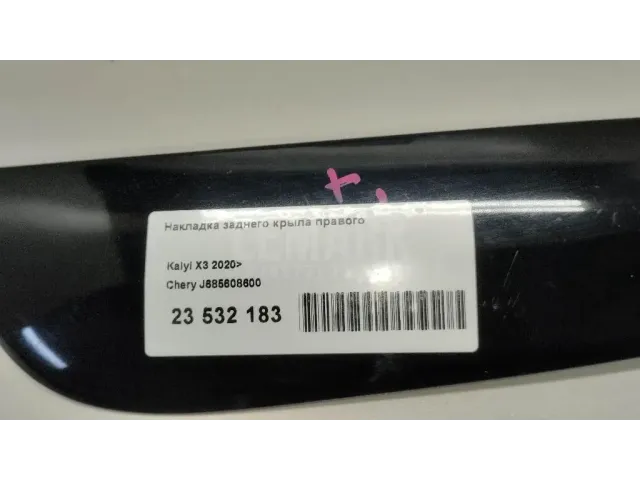 Накладка заднего крыла правого
Kaiyi X3 2020>
Chery J685608600
23 532 183